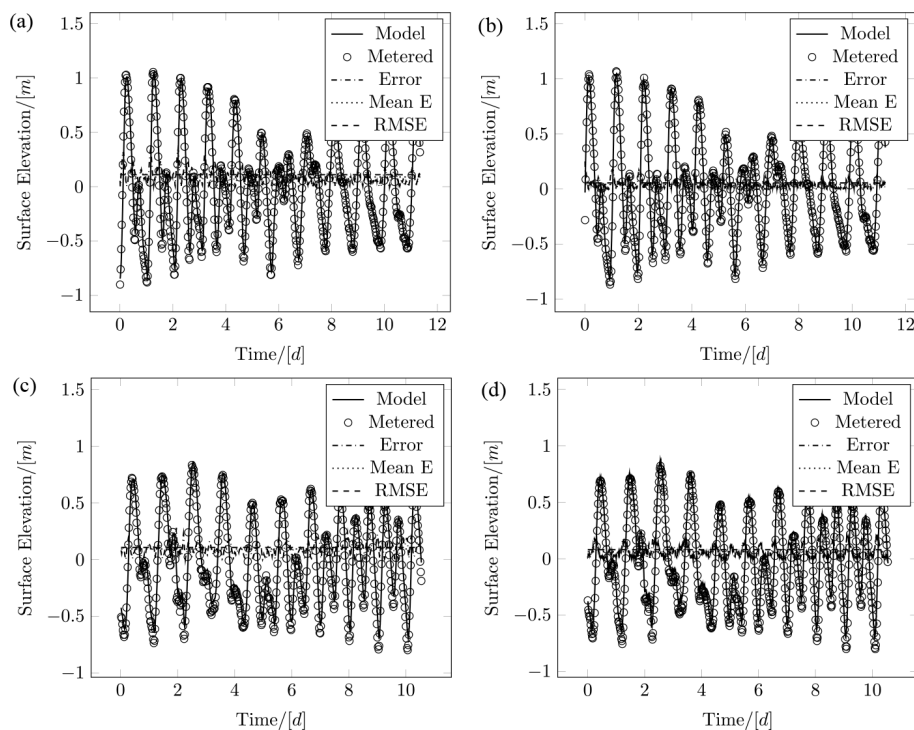 (a)
1.5
1
0.5
0
−0.5
−1
Surface Elevation/[m]
0 2 4 6 8 10 12
Time/[d]
Model
Metered
Error
Mean E
RMSE
(b)
1.5
1
0.5
0
−0.5
−1
Surface Elevation/[m]
0 2 4 6 8 10 12
Time/[d]
Model
Metered
Error
Mean E
RMSE
(c)
1.5
1
0.5
0
−0.5
−1
Surface Elevation/[m]
0 2 4 6 8 10
Time/[d]
Model
Metered
Error
Mean E
RMSE
(d)
1.5
1
0.5
0
−0.5
−1
Surface Elevation/[m]
0 2 4 6 8 10
Time/[d]
Model
Metered
Error
Mean E
RMSE